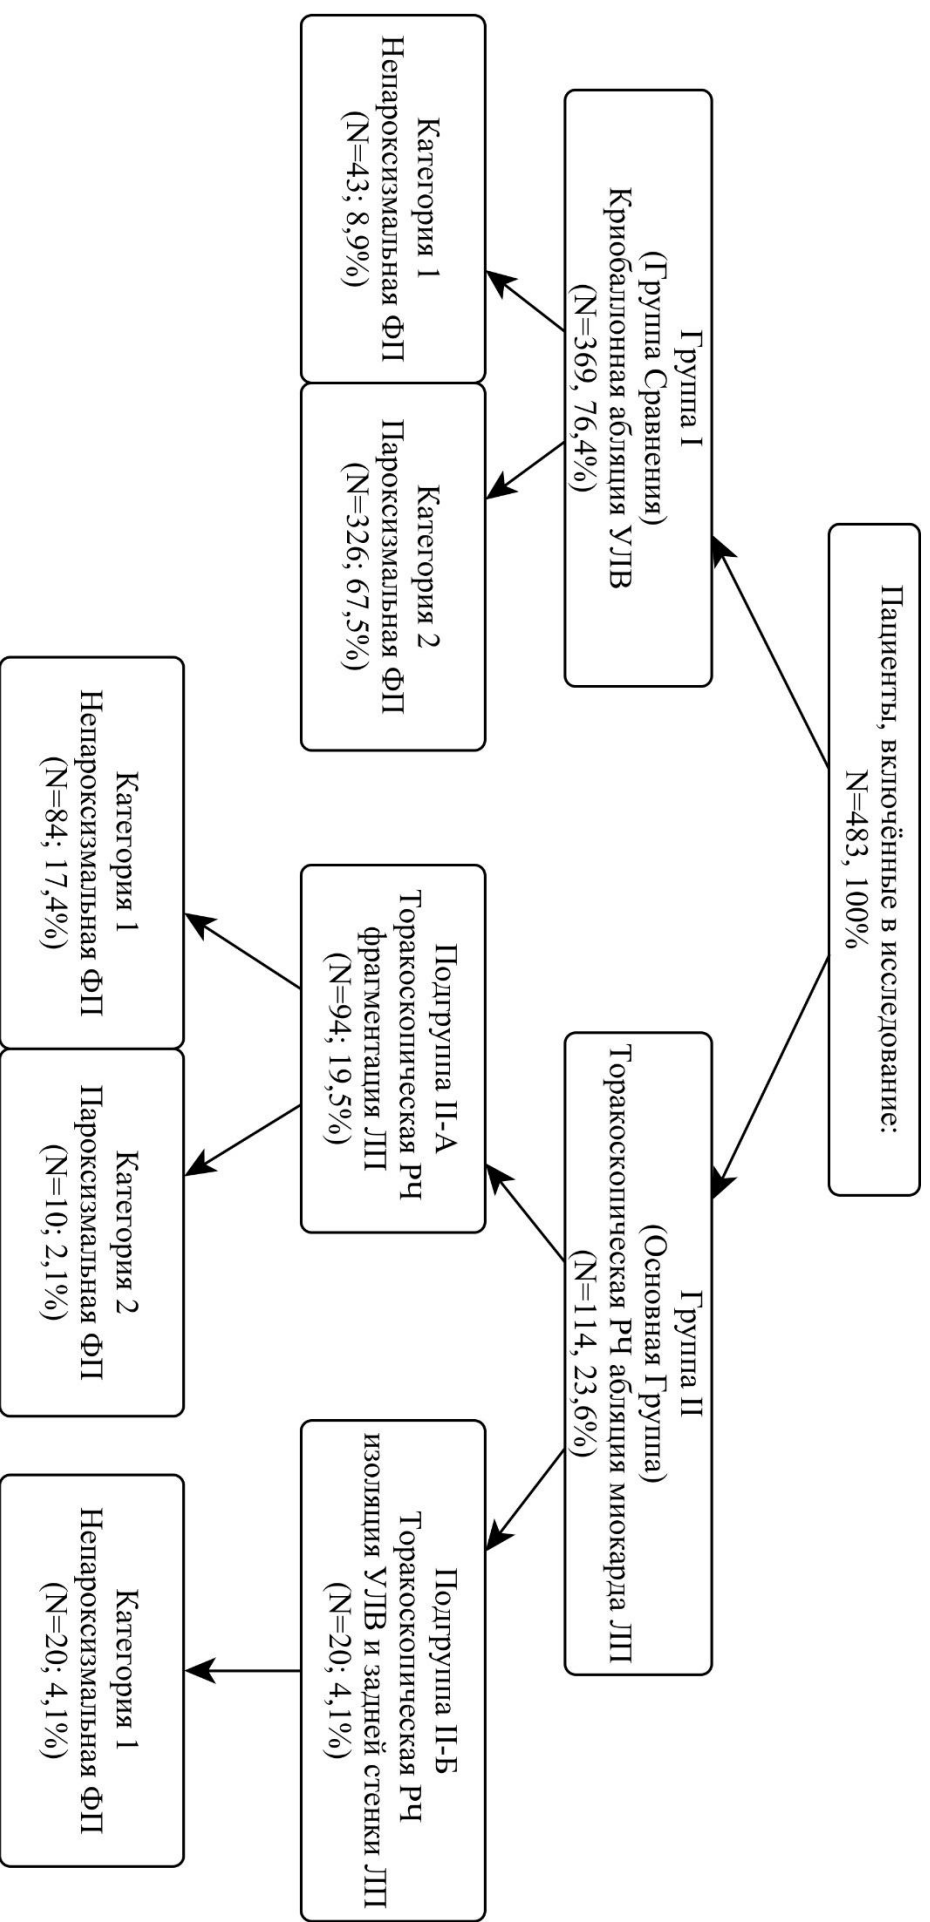 Пациенты, включённые в исследование:
N=483, 100%
Группа I
(Группа Сравнения)
Криобаллонная абляция УЛВ
(N=369, 76,4%)
Группа II
(Основная Группа)
Торакоскопическая РЧ абляция миокарда ЛП
(N=114, 23,6%)
Категория 1
Непароксизмальная ФП
(N=43; 8,9%)
Категория 2
Пароксизмальная ФП
(N=326; 67,5%)
Подгруппа II-А
Торакоскопическая РЧ
фрагментация ЛП
(N=94; 19,5%)
Подгруппа II-Б
Торакоскопическая РЧ
изоляция УЛВ и задней стенки ЛП
(N=20; 4,1%)
Категория 1
Непароксизмальная ФП
(N=84; 17,4%)
Категория 2
Пароксизмальная ФП
(N=10; 2,1%)
Категория 1
Непароксизмальная ФП
(N=20; 4,1%)